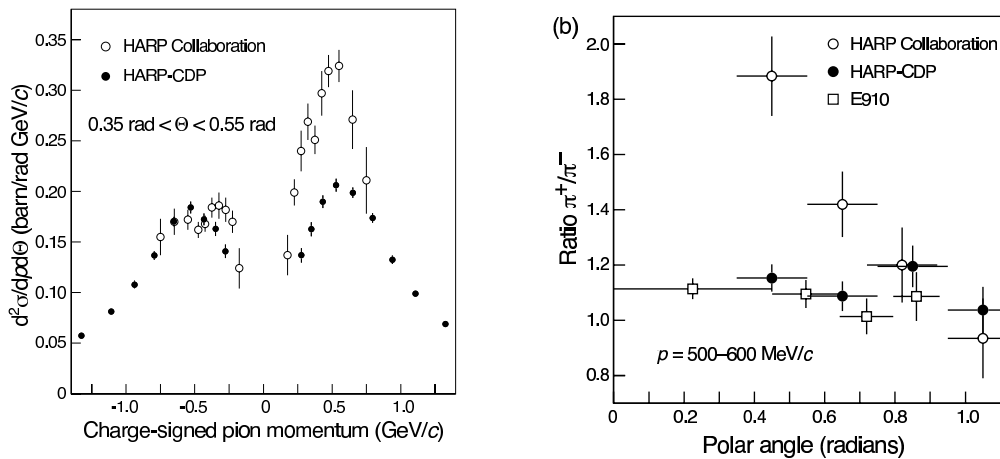 0.35
0.30
0.25
0.20
0.15
0.10
0.05
0
d²σ/dpdΘ (barn/rad GeV/c)
HARP Collaboration
HARP-CDP
0.35 rad < Θ < 0.55 rad
-1.0 -0.5 0 0.5 1.0
Charge-signed pion momentum (GeV/c)
(b)
2.0
1.8
1.6
1.4
1.2
1.0
0.8
Ratio π⁺/π⁻
HARP Collaboration
HARP-CDP
E910
p = 500–600 MeV/c
0 0.2 0.4 0.6 0.8 1.0
Polar angle (radians)